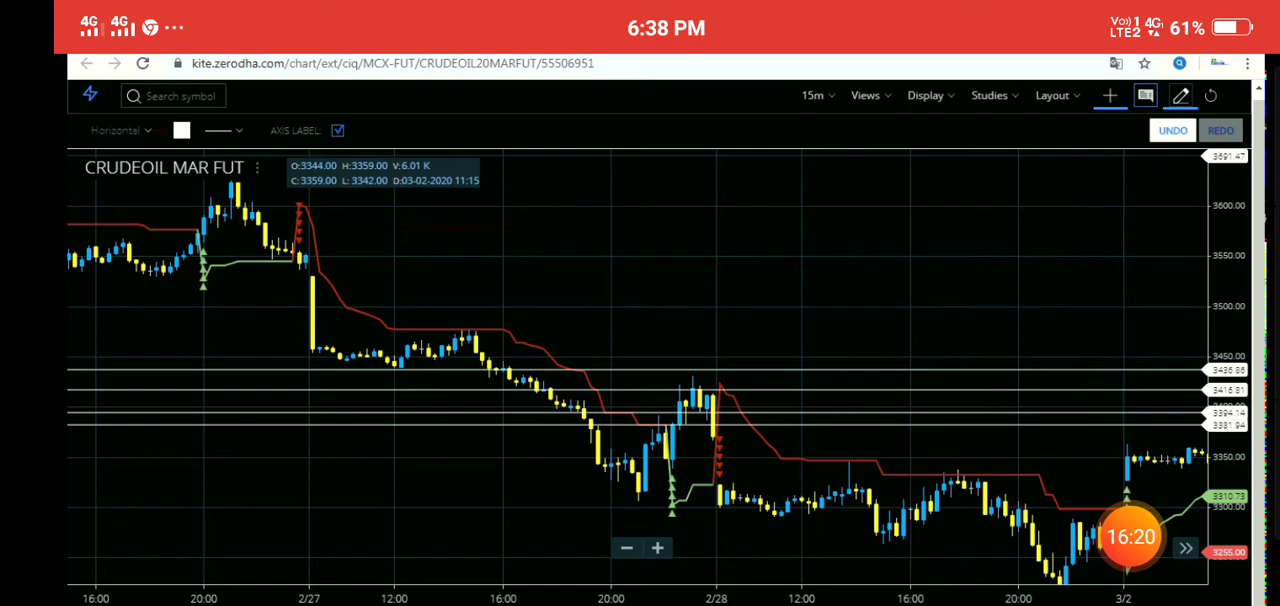 4G 4G 6:38 PM Vo) 1 LTE2 4G 61%
kite.zerodha.com/chart/ext/ciq/MCX-FUT/CRUDEOIL20MARFUT/55506951
Search symbol 15m Views Display Studies Layout
Horizontal AXIS LABEL: UNDO REDO
CRUDEOIL MAR FUT
O:3344.00 H:3359.00 V:6.01 K
C:3359.00 L: 3342.00 D:03-02-2020 11:15
3691.47
3600.00
3550.00
3500.00
3450.00
3436.86
3416.81
3394.14
3381.94
3350.00
3310.73
3300.00
16:20
3255.00
16:00 20:00 2/27 12:00 16:00 20:00 2/28 12:00 16:00 20:00 3/2